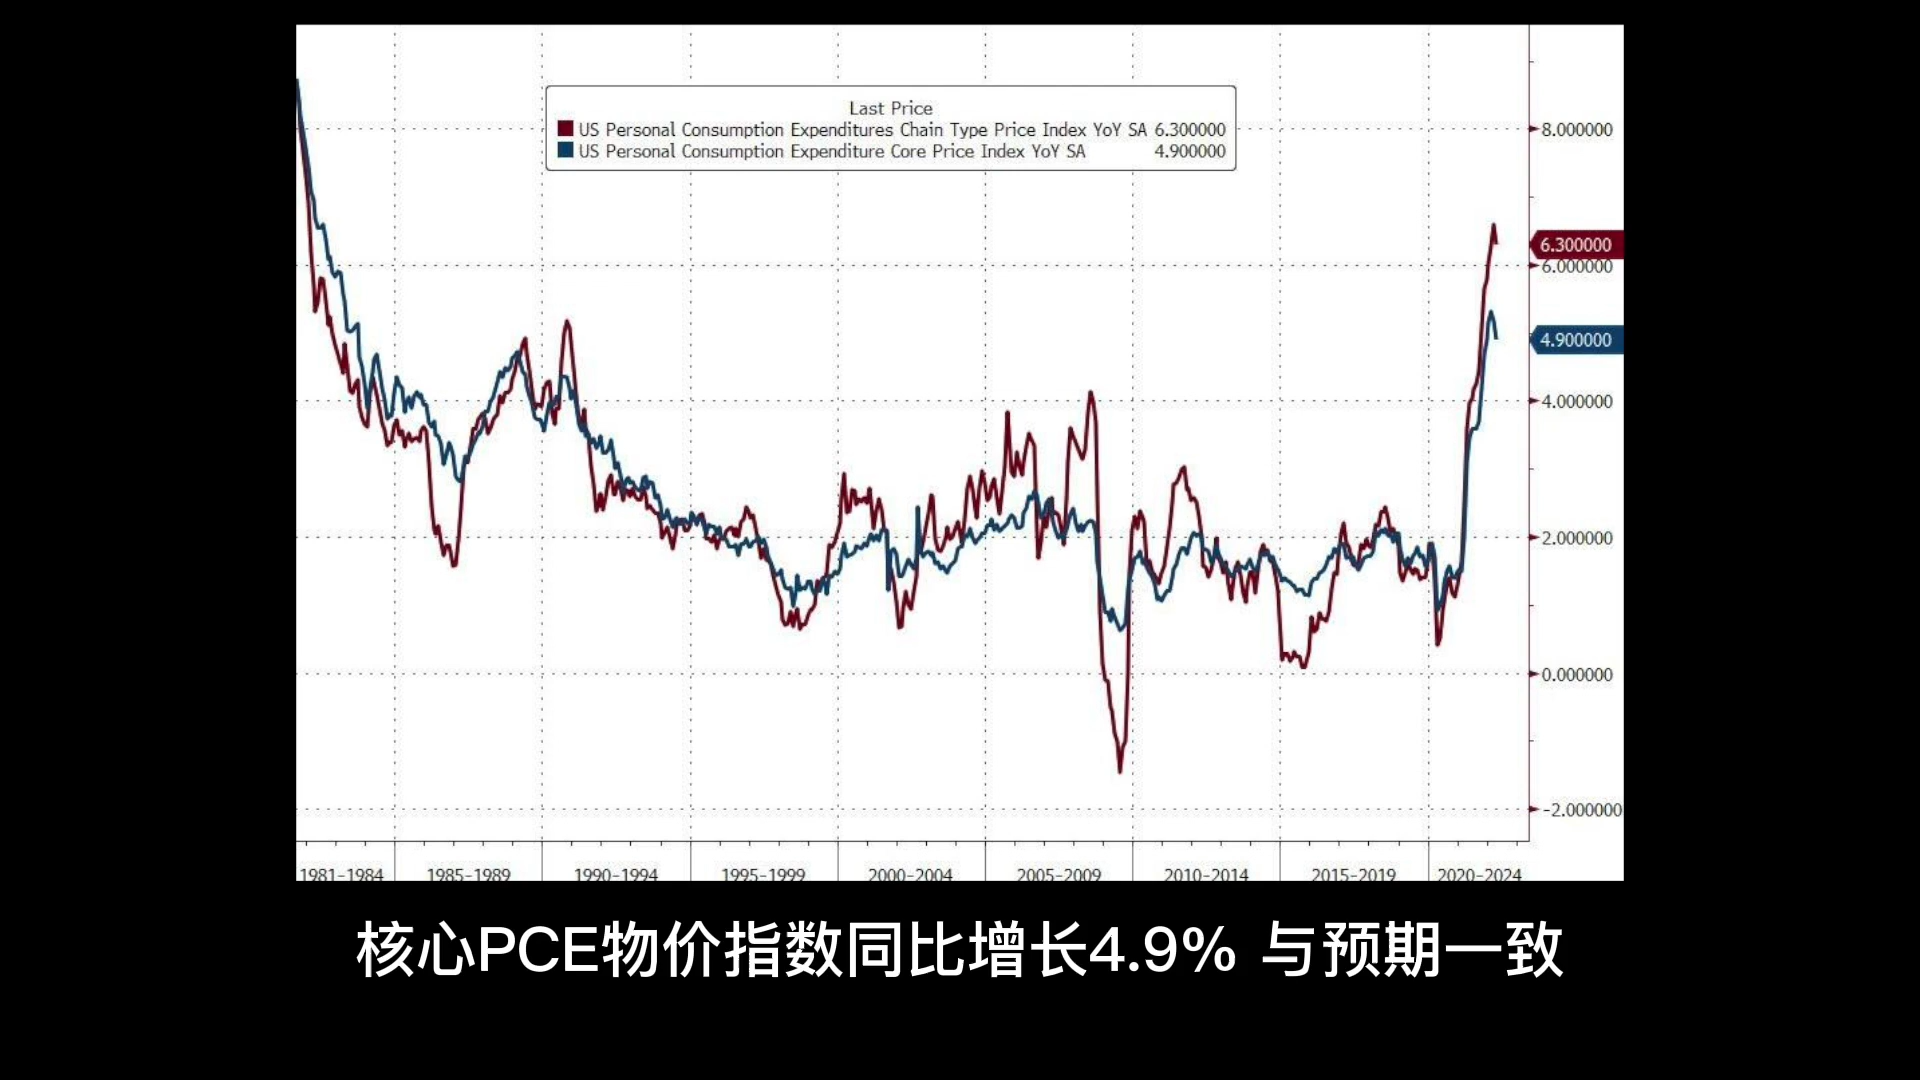 Last Price
US Personal Consumption Expenditures Chain Type Price Index YoY SA 6.300000
US Personal Consumption Expenditure Core Price Index YoY SA 4.900000
8.000000
6.300000
6.000000
4.900000
4.000000
2.000000
0.000000
-2.000000
1981-1984 1985-1989 1990-1994 1995-1999 2000-2004 2005-2009 2010-2014 2015-2019 2020-2024
核心PCE物价指数同比增长4.9% 与预期一致